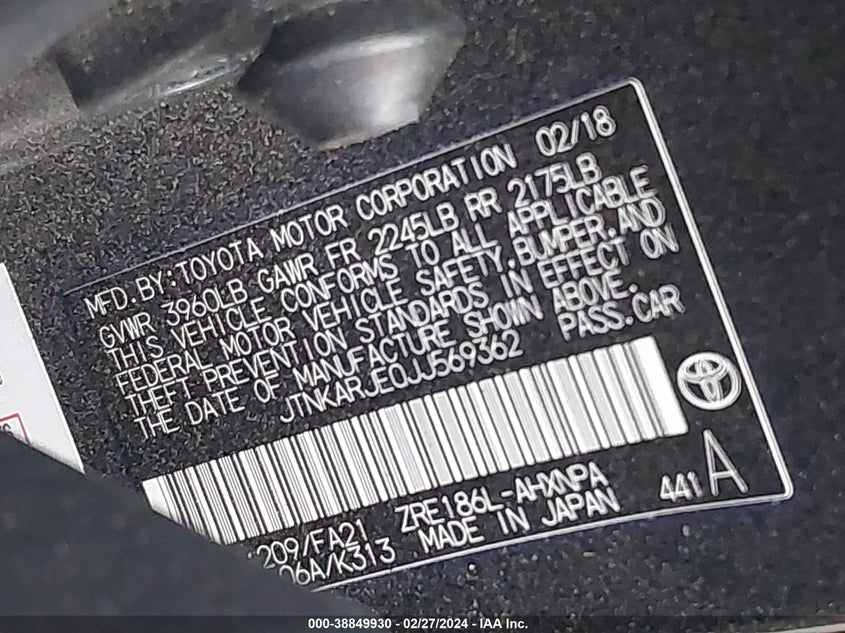 MFD. BY: TOYOTA MOTOR CORPORATION 02/18
GVWR 3960LB GAWR FR 2245LB RR 2175LB
THIS VEHICLE CONFORMS TO ALL APPLICABLE
FEDERAL MOTOR VEHICLE SAFETY, BUMPER, AND
THEFT PREVENTION STANDARDS IN EFFECT ON
THE DATE OF MANUFACTURE SHOWN ABOVE.
JTNKARJE0JJ569362 PASS. CAR
209/FA21 ZRE186L-AHXNPA 441 A
06A/K313 MADE IN JAPAN
000-38849930 - 02/27/2024 - IAA Inc.